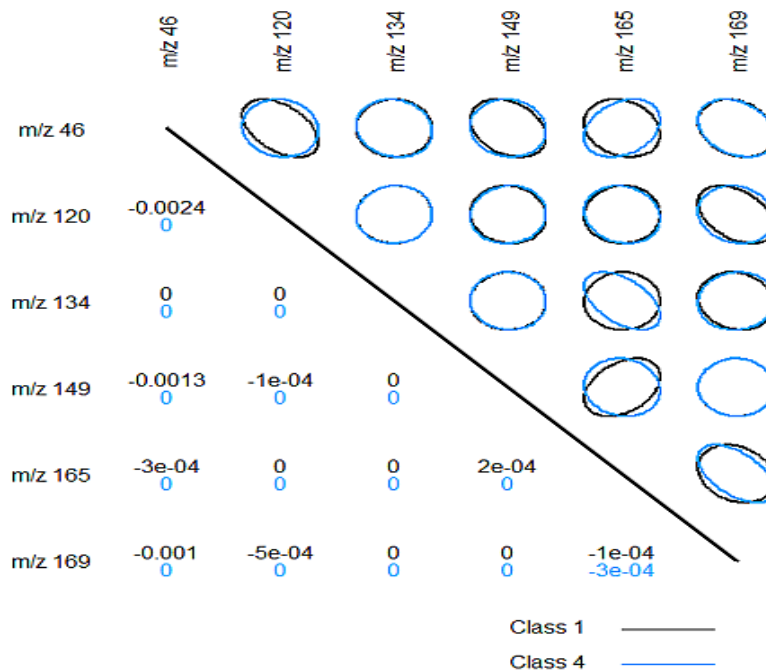 m/z 46 m/z 120 m/z 134 m/z 149 m/z 165 m/z 169
m/z 46
m/z 120 -0.0024
0
m/z 134 0 0
0 0
m/z 149 -0.0013 -1e-04 0
0 0 0
m/z 165 -3e-04 0 0 2e-04
0 0 0 0
m/z 169 -0.001 -5e-04 0 0 -1e-04
0 0 0 0 -3e-04
Class 1
Class 4